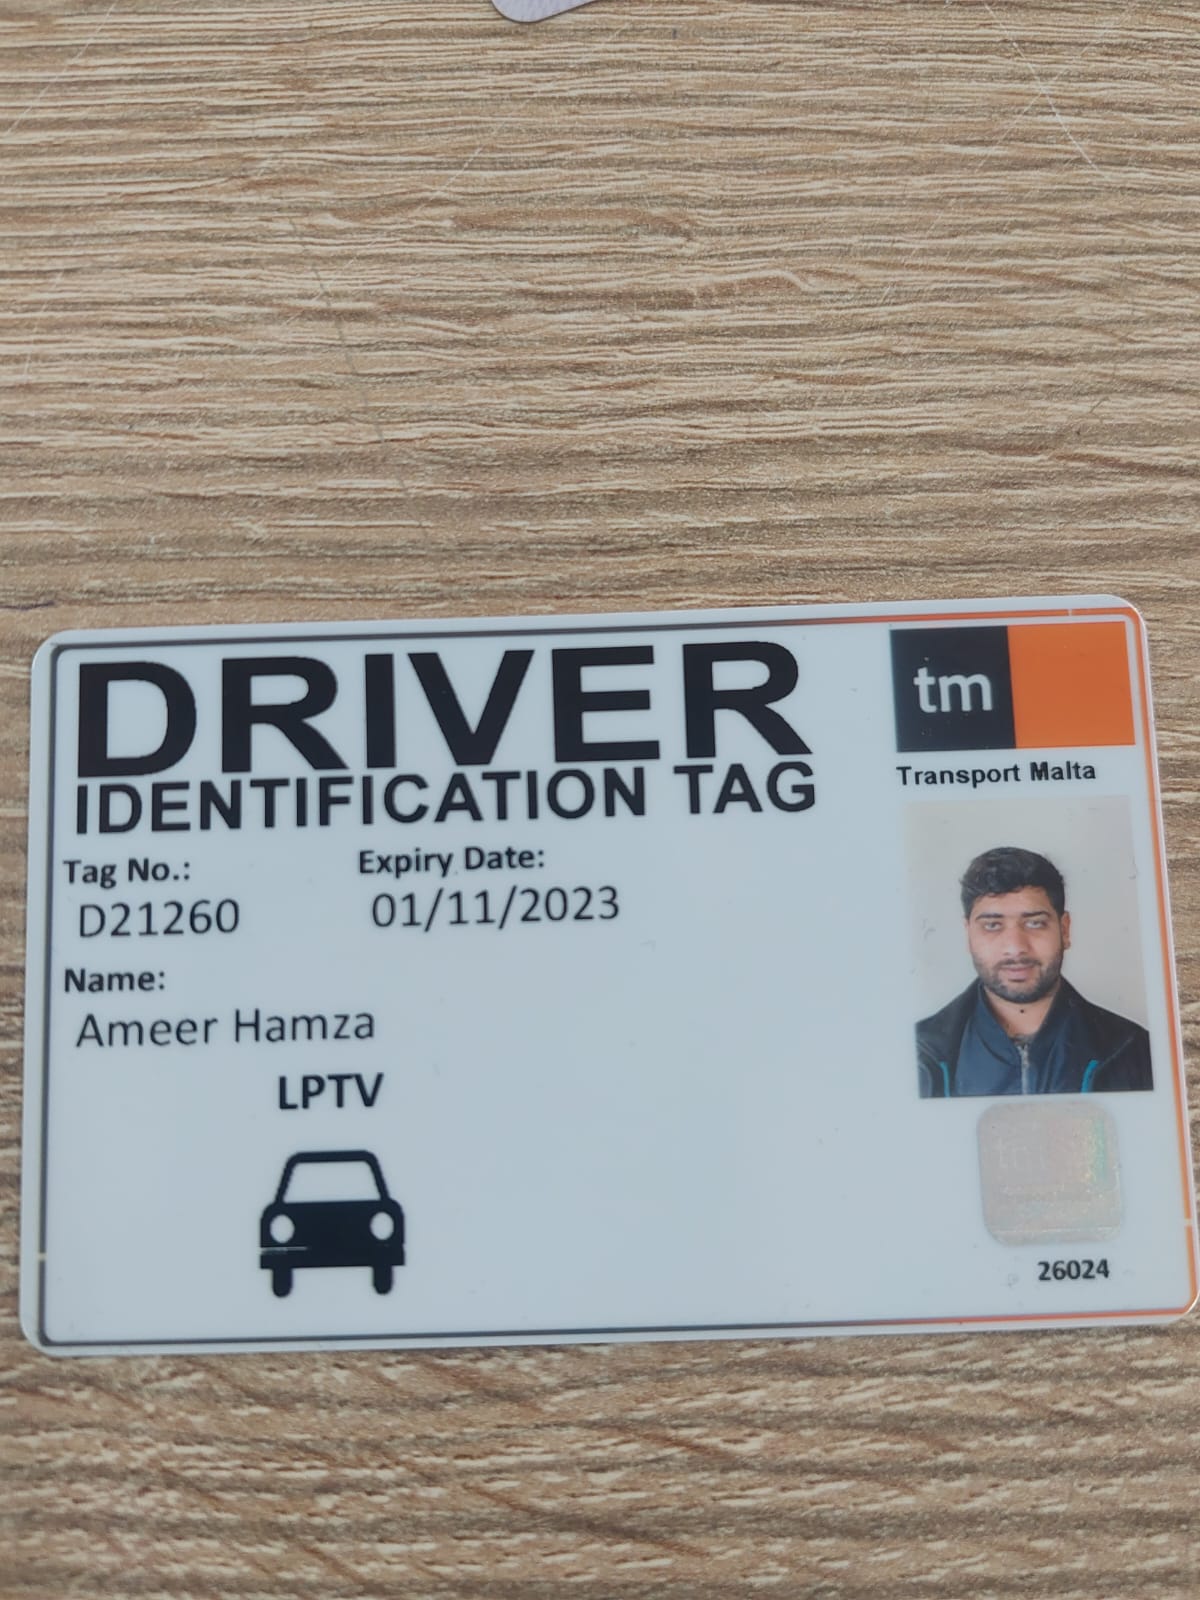 DRIVER
IDENTIFICATION TAG
tm
Transport Malta
Tag No.: Expiry Date:
D21260 01/11/2023
Name:
Ameer Hamza
LPTV
26024